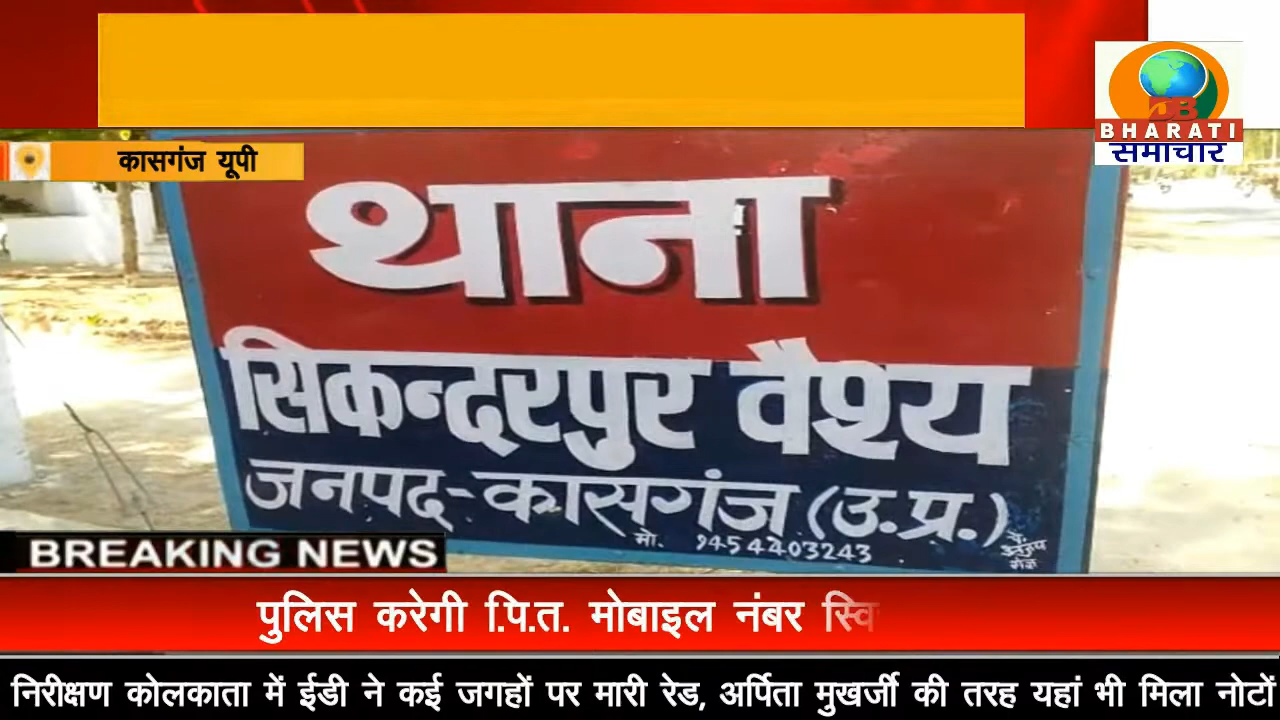 BHARATI
समाचार
कासगंज यूपी
थाना
सिकन्दरपुर वैश्य
जनपद-कासगंज (उ.प्र.)
मो. 9454403243
BREAKING NEWS
पुलिस करेगी .पि.त. मोबाइल नंबर
निरीक्षण कोलकाता में ईडी ने कई जगहों पर मारी रेड, अर्पिता मुखर्जी की तरह यहां भी मिला नोटों